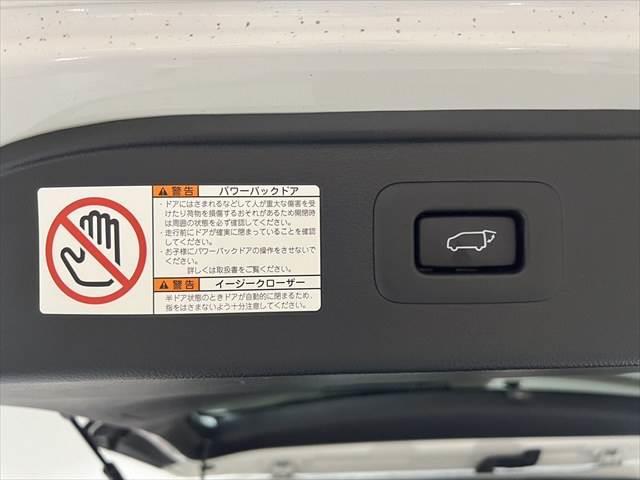 警告 パワーバックドア
・ドアにはさまれるなどして人が重大な傷害を
受けたり荷物を損傷するおそれがあるため開閉時
は周囲の状態を必ず確認してください。
・走行前にドアが確実に閉まっていることを確認
してください。
・お子様にパワーバックドアの操作をさせないで
ください。
詳しくは取扱書をご覧ください。
警告 イージークローザー
半ドア状態のときドアが自動的に閉まるため、
指をはさまないよう十分注意してください。